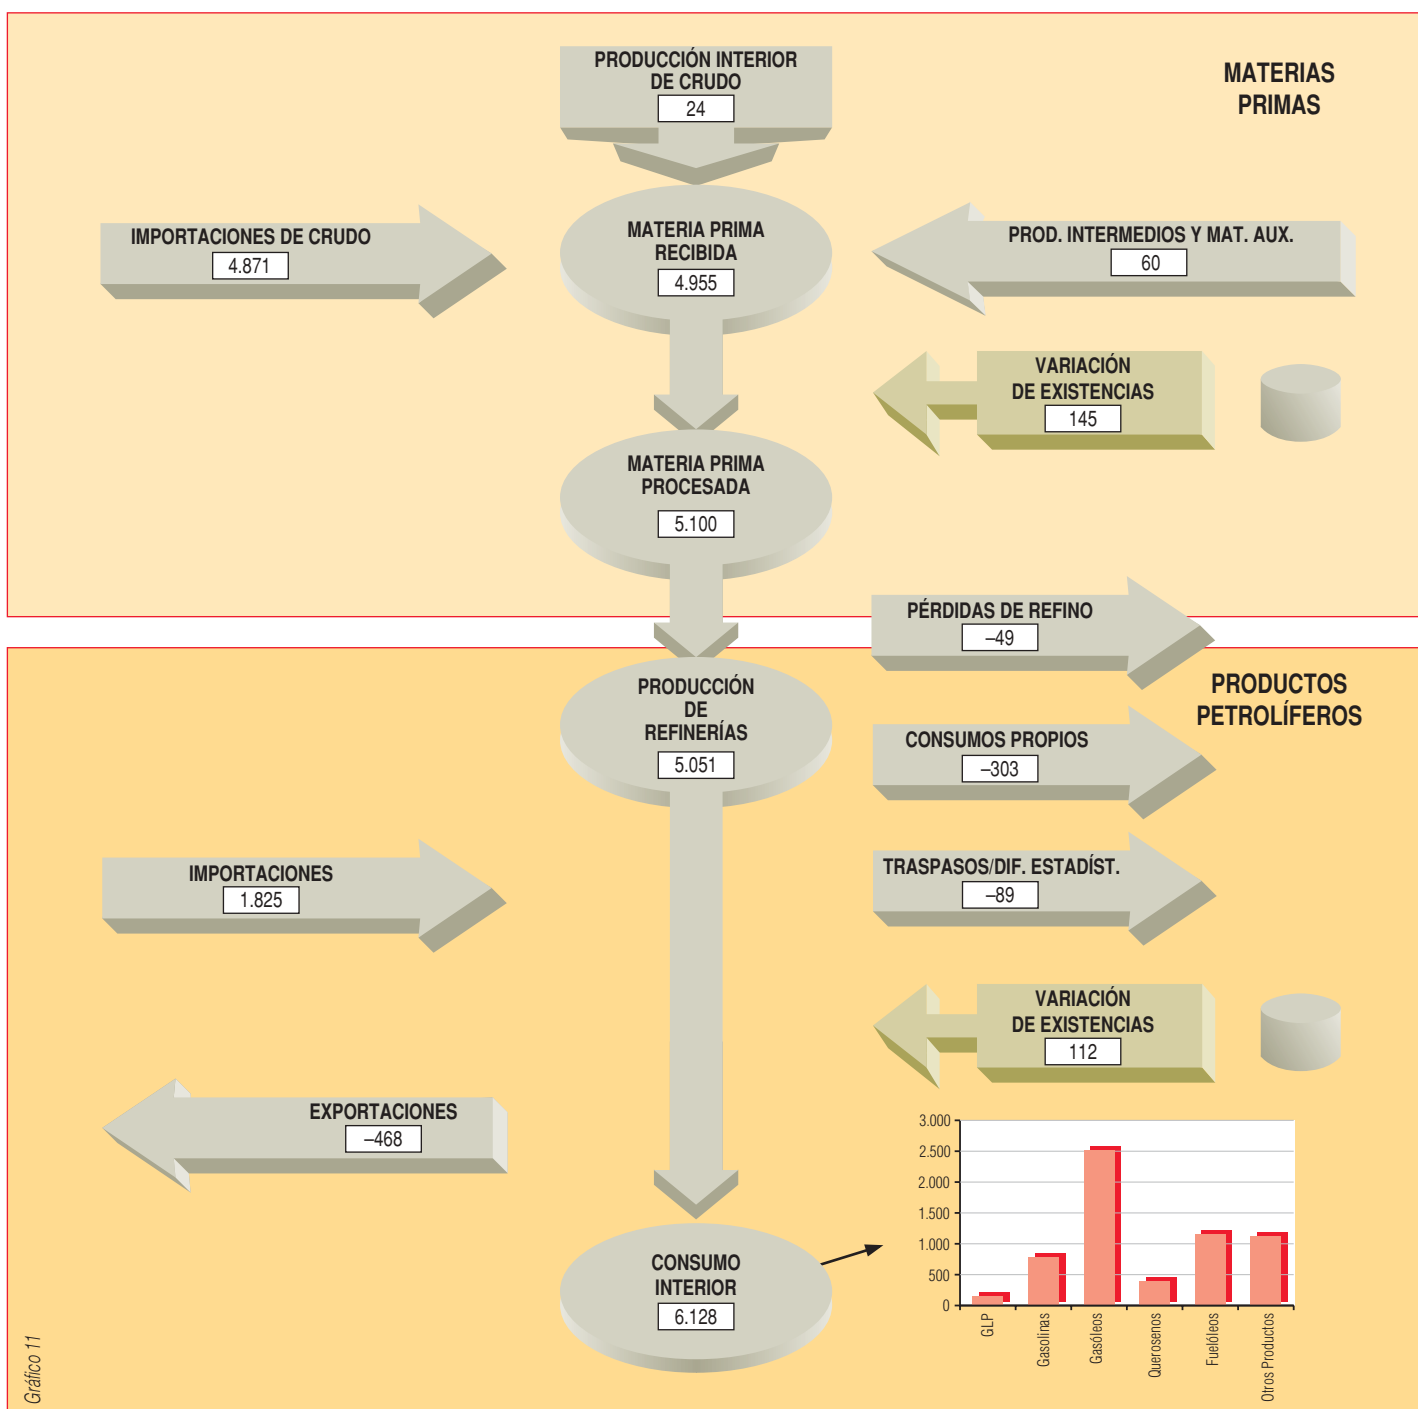 PRODUCCIÓN INTERIOR
DE CRUDO
24
MATERIAS
PRIMAS
IMPORTACIONES DE CRUDO
4.871
MATERIA PRIMA
RECIBIDA
4.955
PROD. INTERMEDIOS Y MAT. AUX.
60
VARIACIÓN
DE EXISTENCIAS
145
MATERIA PRIMA
PROCESADA
5.100
PÉRDIDAS DE REFINO
–49
PRODUCCIÓN
DE
REFINERÍAS
5.051
PRODUCTOS
PETROLÍFEROS
CONSUMOS PROPIOS
–303
IMPORTACIONES
1.825
TRASPASOS/DIF. ESTADÍST.
–89
VARIACIÓN
DE EXISTENCIAS
112
EXPORTACIONES
–468
CONSUMO
INTERIOR
6.128
3.000
2.500
2.000
1.500
1.000
500
0
GLP
Gasolinas
Gasóleos
Querosenos
Fuelóleos
Otros Productos
Gráfico 11